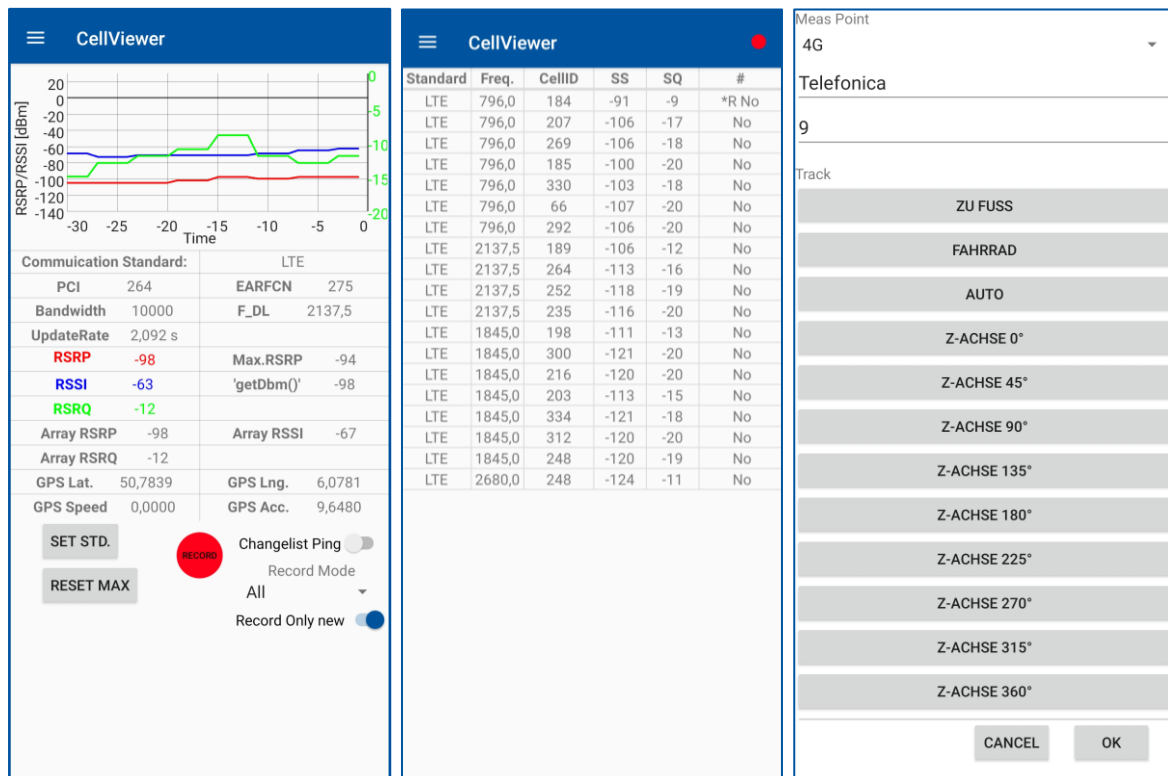 CellViewer
20
0
-20
-40
-60
-80
-100
-120
-140
RSRP/RSSI [dBm]
0
-5
-10
-15
-20
-30 -25 -20 -15 -10 -5 0
Time
Commuication Standard: LTE
PCI 264 EARFCN 275
Bandwidth 10000 F_DL 2137,5
UpdateRate 2,092 s
RSRP -98 Max.RSRP -94
RSSI -63 'getDbm()' -98
RSRQ -12
Array RSRP -98 Array RSSI -67
Array RSRQ -12
GPS Lat. 50,7839 GPS Lng. 6,0781
GPS Speed 0,0000 GPS Acc. 9,6480
SET STD.
RECORD
Changelist Ping
Record Mode
RESET MAX
All
Record Only new
CellViewer
Standard Freq. CellID SS SQ #
LTE 796,0 184 -91 -9 *R No
LTE 796,0 207 -106 -17 No
LTE 796,0 269 -106 -18 No
LTE 796,0 185 -100 -20 No
LTE 796,0 330 -103 -18 No
LTE 796,0 66 -107 -20 No
LTE 796,0 292 -106 -20 No
LTE 2137,5 189 -106 -12 No
LTE 2137,5 264 -113 -16 No
LTE 2137,5 252 -118 -19 No
LTE 2137,5 235 -116 -20 No
LTE 1845,0 198 -111 -13 No
LTE 1845,0 300 -121 -20 No
LTE 1845,0 216 -120 -20 No
LTE 1845,0 203 -113 -15 No
LTE 1845,0 334 -121 -18 No
LTE 1845,0 312 -120 -20 No
LTE 1845,0 248 -120 -19 No
LTE 2680,0 248 -124 -11 No
Meas Point
4G
Telefonica
9
Track
ZU FUSS
FAHRRAD
AUTO
Z-ACHSE 0°
Z-ACHSE 45°
Z-ACHSE 90°
Z-ACHSE 135°
Z-ACHSE 180°
Z-ACHSE 225°
Z-ACHSE 270°
Z-ACHSE 315°
Z-ACHSE 360°
CANCEL OK